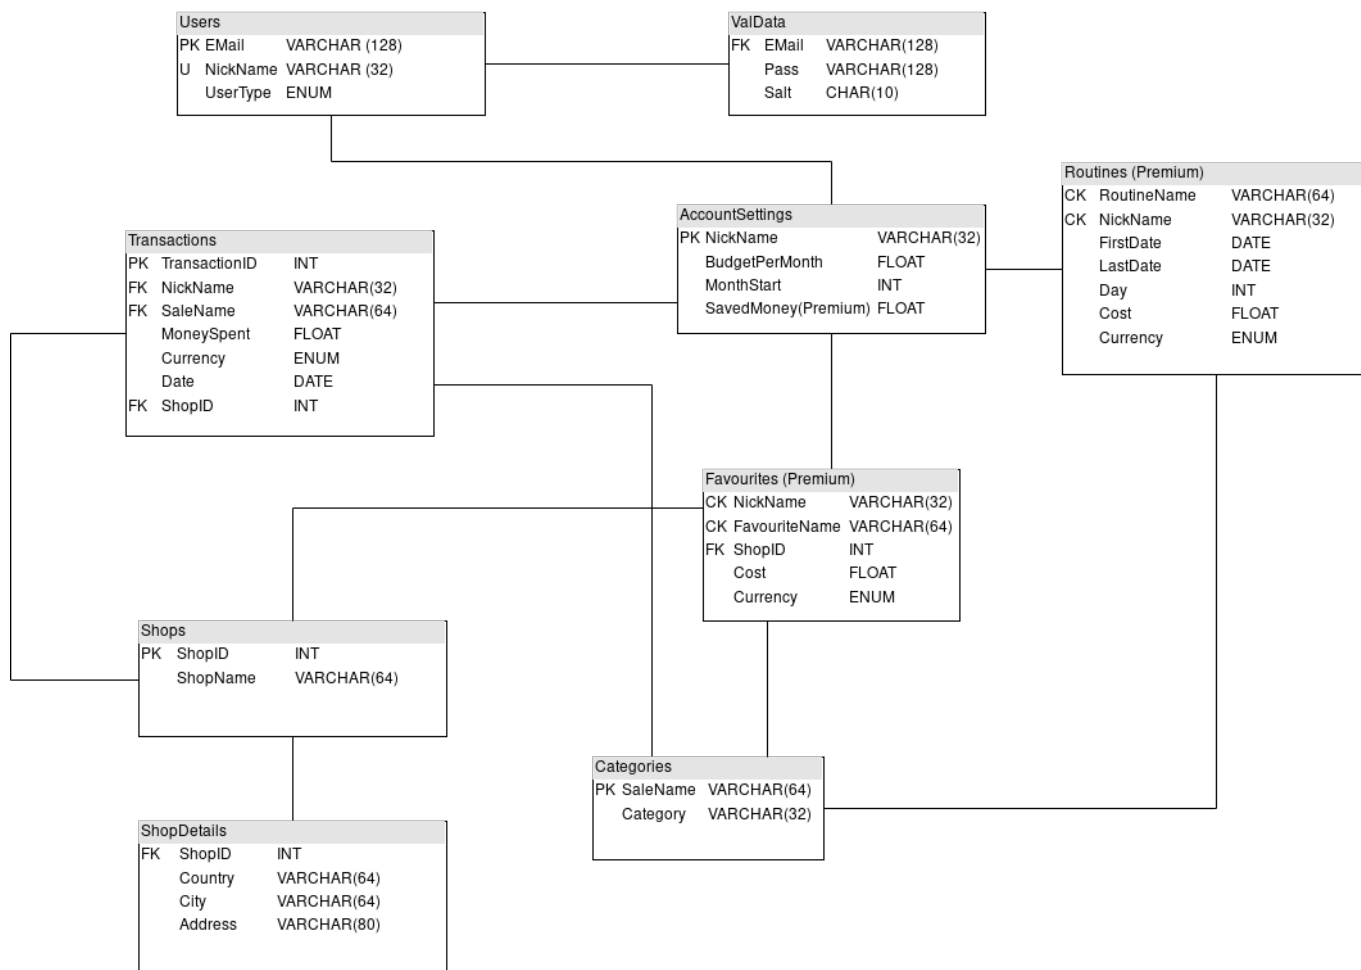 Users
PK EMail VARCHAR (128)
U NickName VARCHAR (32)
UserType ENUM
ValData
FK EMail VARCHAR(128)
Pass VARCHAR(128)
Salt CHAR(10)
Routines (Premium)
CK RoutineName VARCHAR(64)
CK NickName VARCHAR(32)
FirstDate DATE
LastDate DATE
Day INT
Cost FLOAT
Currency ENUM
AccountSettings
PK NickName VARCHAR(32)
BudgetPerMonth FLOAT
MonthStart INT
SavedMoney(Premium) FLOAT
Transactions
PK TransactionID INT
FK NickName VARCHAR(32)
FK SaleName VARCHAR(64)
MoneySpent FLOAT
Currency ENUM
Date DATE
FK ShopID INT
Favourites (Premium)
CK NickName VARCHAR(32)
CK FavouriteName VARCHAR(64)
FK ShopID INT
Cost FLOAT
Currency ENUM
Shops
PK ShopID INT
ShopName VARCHAR(64)
Categories
PK SaleName VARCHAR(64)
Category VARCHAR(32)
ShopDetails
FK ShopID INT
Country VARCHAR(64)
City VARCHAR(64)
Address VARCHAR(80)